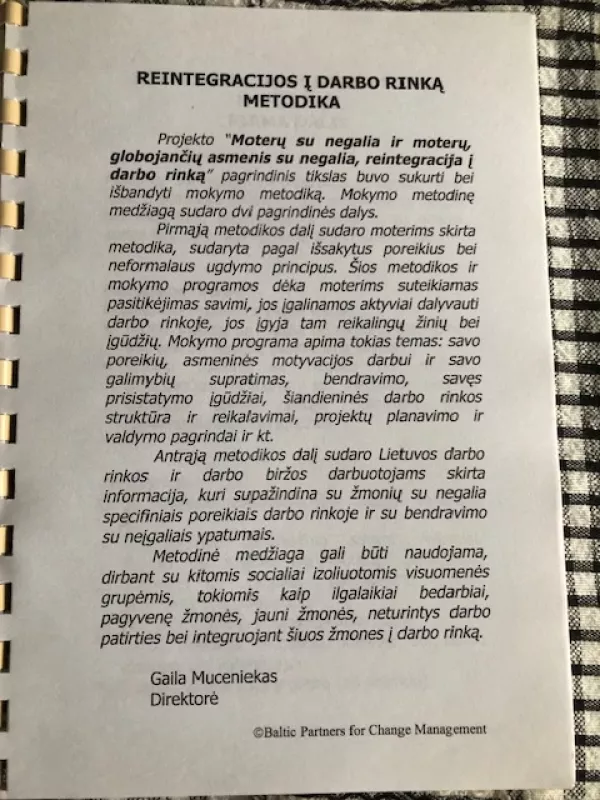 REINTEGRACIJOS Į DARBO RINKĄ
METODIKA
Projekto "Moterų su negalia ir moterų,
globojančių asmenis su negalia, reintegracija į
darbo rinką" pagrindinis tikslas buvo sukurti bei
išbandyti mokymo metodiką. Mokymo metodinę
medžiagą sudaro dvi pagrindinės dalys.
Pirmąją metodikos dalį sudaro moterims skirta
metodika, sudaryta pagal išsakytus poreikius bei
neformalaus ugdymo principus. Šios metodikos ir
mokymo programos dėka moterims suteikiamas
pasitikėjimas savimi, jos įgalinamos aktyviai dalyvauti
darbo rinkoje, jos įgyja tam reikalingų žinių bei
įgūdžių. Mokymo programa apima tokias temas: savo
poreikių, asmeninės motyvacijos darbui ir savo
galimybių supratimas, bendravimo, savęs
prisistatymo įgūdžiai, šiandieninės darbo rinkos
struktūra ir reikalavimai, projektų planavimo ir
valdymo pagrindai ir kt.
Antrąją metodikos dalį sudaro Lietuvos darbo
rinkos ir darbo biržos darbuotojams skirta
informacija, kuri supažindina su žmonių su negalia
specifiniais poreikiais darbo rinkoje ir su bendravimo
su neįgaliais ypatumais.
Metodinė medžiaga gali būti naudojama,
dirbant su kitomis socialiai izoliuotomis visuomenės
grupėmis, tokiomis kaip ilgalaikiai bedarbiai,
pagyvenę žmonės, jauni žmonės, neturintys darbo
patirties bei integruojant šiuos žmones į darbo rinką.
Gaila Muceniekas
Direktorė
©Baltic Partners for Change Management